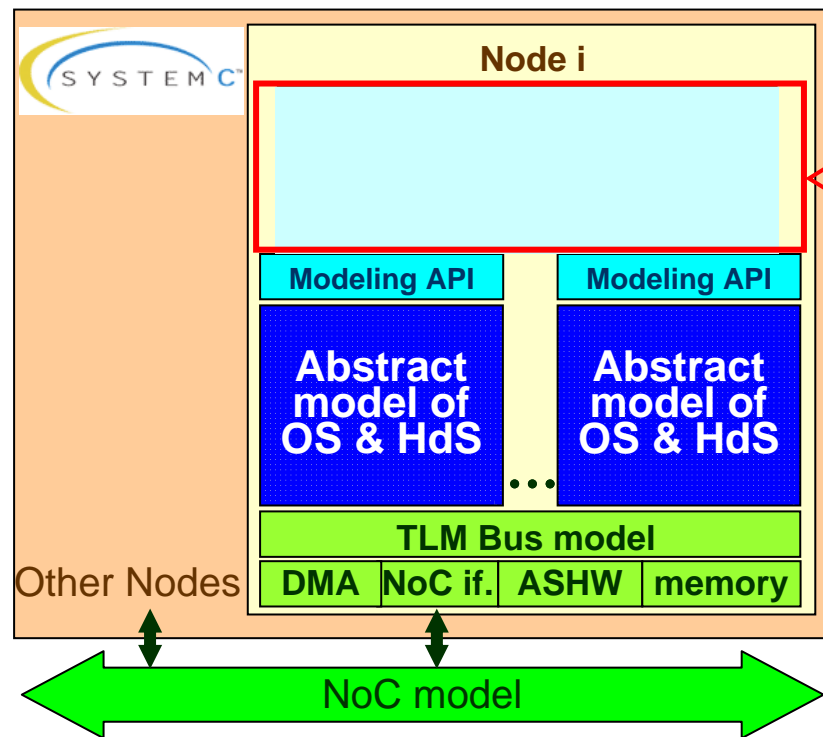 SYSTEMC™
Node i
Modeling API
Modeling API
Abstract
model of
OS & HdS
Abstract
model of
OS & HdS
...
TLM Bus model
Other Nodes
DMA
NoC if.
ASHW
memory
NoC model